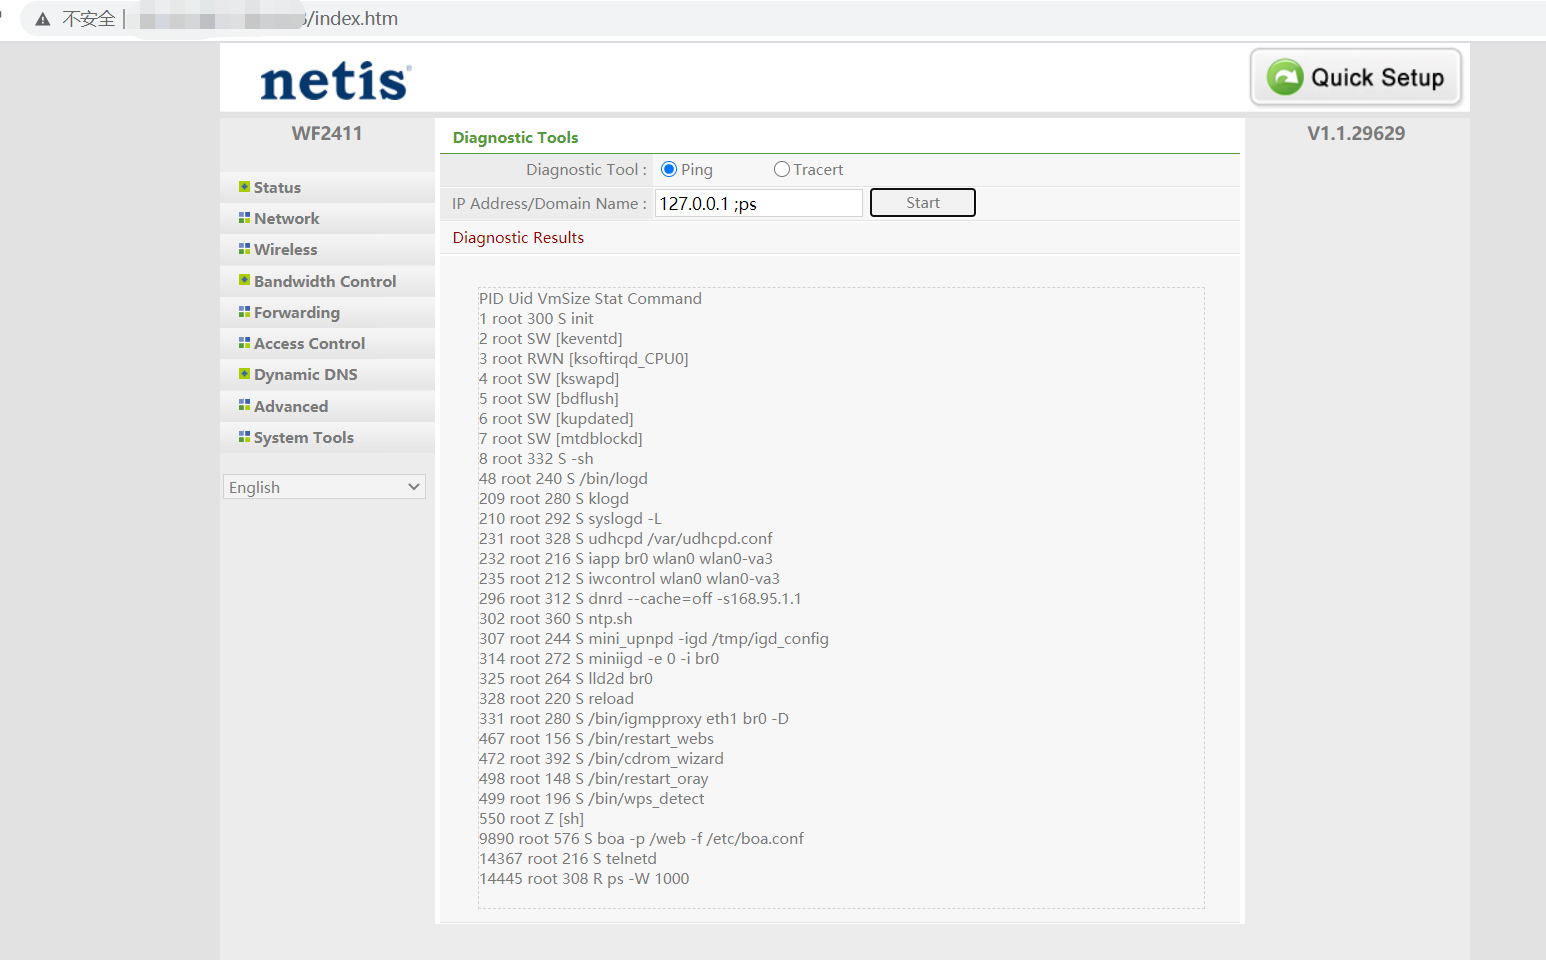 不安全 | 3/index.htm
netis
Quick Setup
WF2411
V1.1.29629
Status
Network
Wireless
Bandwidth Control
Forwarding
Access Control
Dynamic DNS
Advanced
System Tools
English
Diagnostic Tools
Diagnostic Tool : Ping Tracert
IP Address/Domain Name : 127.0.0.1 ;ps Start
Diagnostic Results
PID Uid VmSize Stat Command
1 root 300 S init
2 root SW [keventd]
3 root RWN [ksoftirqd_CPU0]
4 root SW [kswapd]
5 root SW [bdflush]
6 root SW [kupdated]
7 root SW [mtdblockd]
8 root 332 S -sh
48 root 240 S /bin/logd
209 root 280 S klogd
210 root 292 S syslogd -L
231 root 328 S udhcpd /var/udhcpd.conf
232 root 216 S iapp br0 wlan0 wlan0-va3
235 root 212 S iwcontrol wlan0 wlan0-va3
296 root 312 S dnrd --cache=off -s168.95.1.1
302 root 360 S ntp.sh
307 root 244 S mini_upnpd -igd /tmp/igd_config
314 root 272 S miniigd -e 0 -i br0
325 root 264 S lld2d br0
328 root 220 S reload
331 root 280 S /bin/igmpproxy eth1 br0 -D
467 root 156 S /bin/restart_webs
472 root 392 S /bin/cdrom_wizard
498 root 148 S /bin/restart_oray
499 root 196 S /bin/wps_detect
550 root Z [sh]
9890 root 576 S boa -p /web -f /etc/boa.conf
14367 root 216 S telnetd
14445 root 308 R ps -W 1000